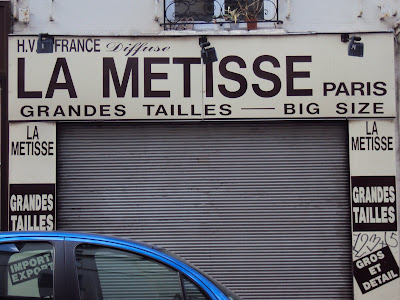 H.V. FRANCE Diffuse
LA METISSE PARIS
GRANDES TAILLES — BIG SIZE
LA
METISSE
GRANDES
TAILLES
IMPORT
EXPORT
LA
METISSE
GRANDES
TAILLES
GROS ET
DETAIL